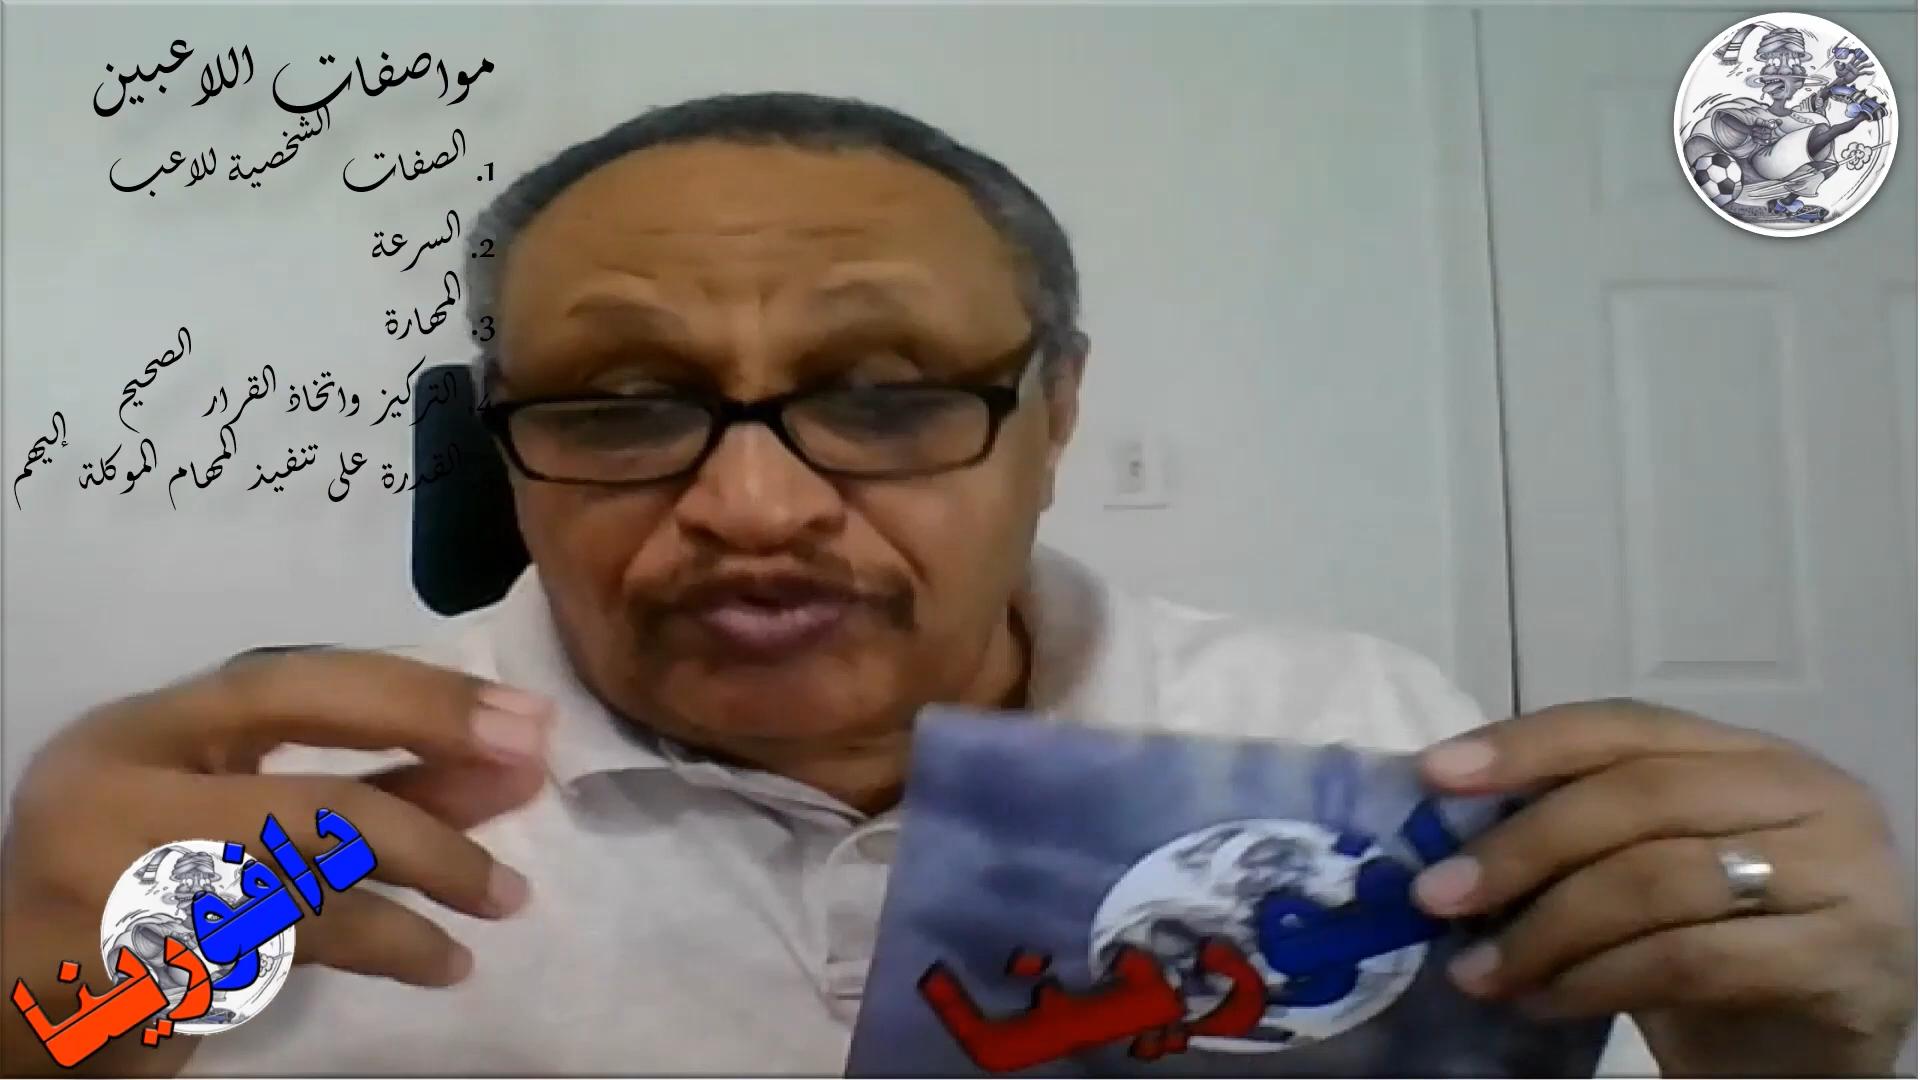 مواصفات اللاعبين
1. الصفات الشخصية للاعب
2. السرعة
3. المهارة
4. التركيز واتخاذ القرار الصحيح
القدرة على تنفيذ المهام الموكلة إليهم
دافورينا
فورينا